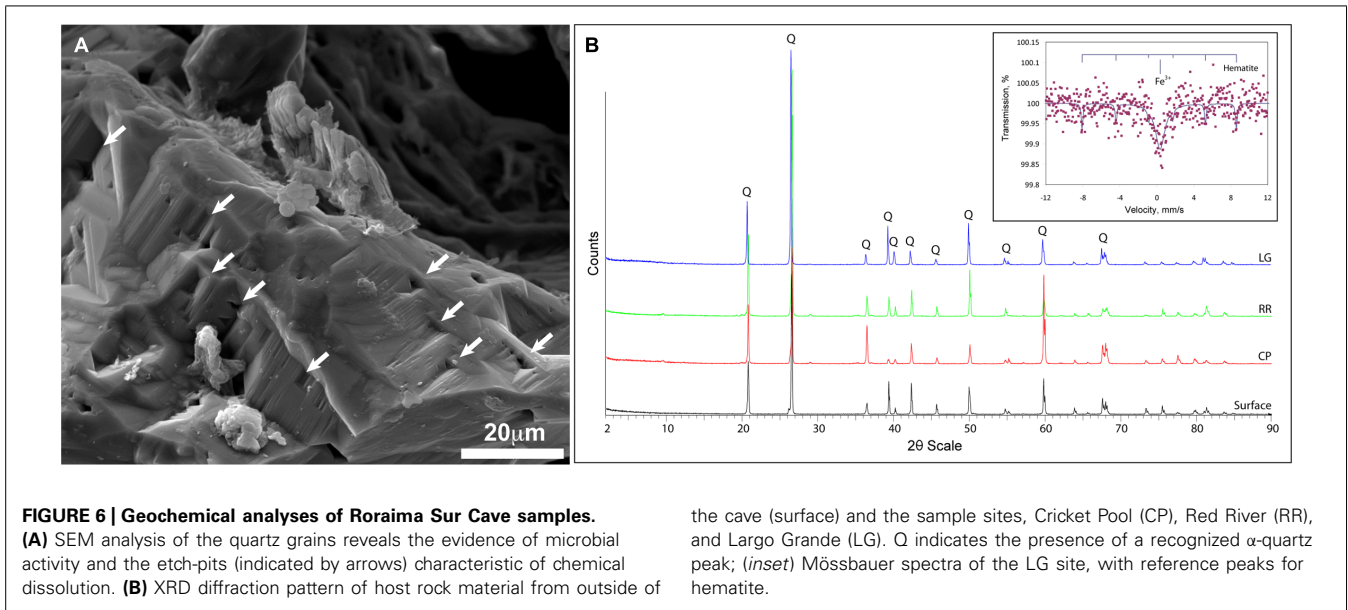 A
20μm
B
Q
Q
Q
Q
Q
Q
Q
Q
Q
Q
Q
LG
RR
CP
Surface
Counts
2 10 20 30 40 50 60 70 80 90
2θ Scale
100.15
100.1
100.05
100
99.95
99.9
99.85
99.8
Transmission, %
Hematite
Fe³⁺
-12 -8 -4 0 4 8 12
Velocity, mm/s
FIGURE 6 | Geochemical analyses of Roraima Sur Cave samples.
(A) SEM analysis of the quartz grains reveals the evidence of microbial
activity and the etch-pits (indicated by arrows) characteristic of chemical
dissolution. (B) XRD diffraction pattern of host rock material from outside of
the cave (surface) and the sample sites, Cricket Pool (CP), Red River (RR),
and Largo Grande (LG). Q indicates the presence of a recognized α-quartz
peak; (inset) Mössbauer spectra of the LG site, with reference peaks for
hematite.